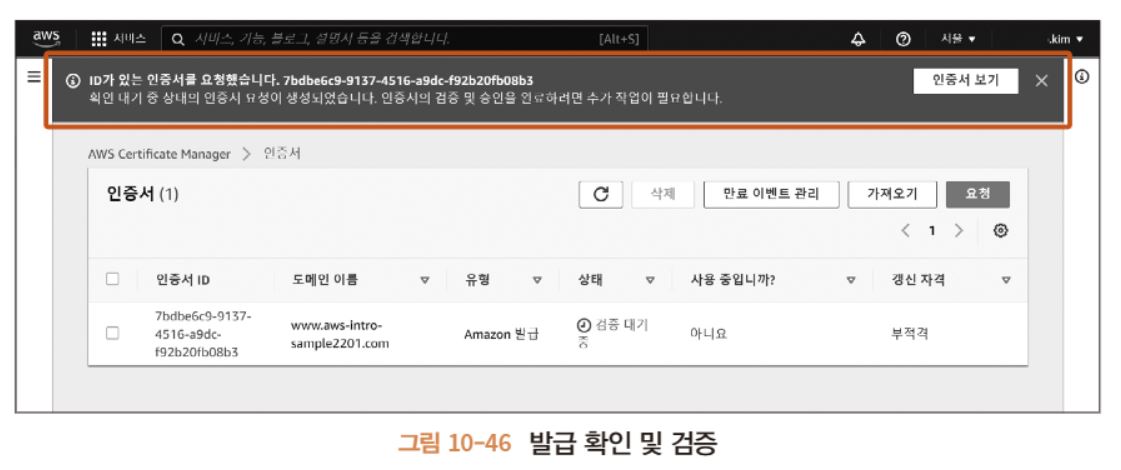 aws 서비스 서비스, 기능, 블로그, 설명서 등을 검색합니다. [Alt+S] 서울 ▼ .kim ▼
ID가 있는 인증서를 요청했습니다. 7bdbe6c9-9137-4516-a9dc-f92b20fb08b3
확인 대기 중 상태의 인증서 요청이 생성되었습니다. 인증서의 검증 및 승인을 완료하려면 추가 작업이 필요합니다.
인증서 보기
AWS Certificate Manager > 인증서
인증서 (1) 삭제 만료 이벤트 관리 가져오기 요청
< 1 >
인증서 ID 도메인 이름 유형 상태 사용 중입니까? 갱신 자격
7bdbe6c9-9137-
4516-a9dc-
f92b20fb08b3
www.aws-intro-
sample2201.com
Amazon 발급
검증 대기
중
아니요
부적격
그림 10-46 발급 확인 및 검증